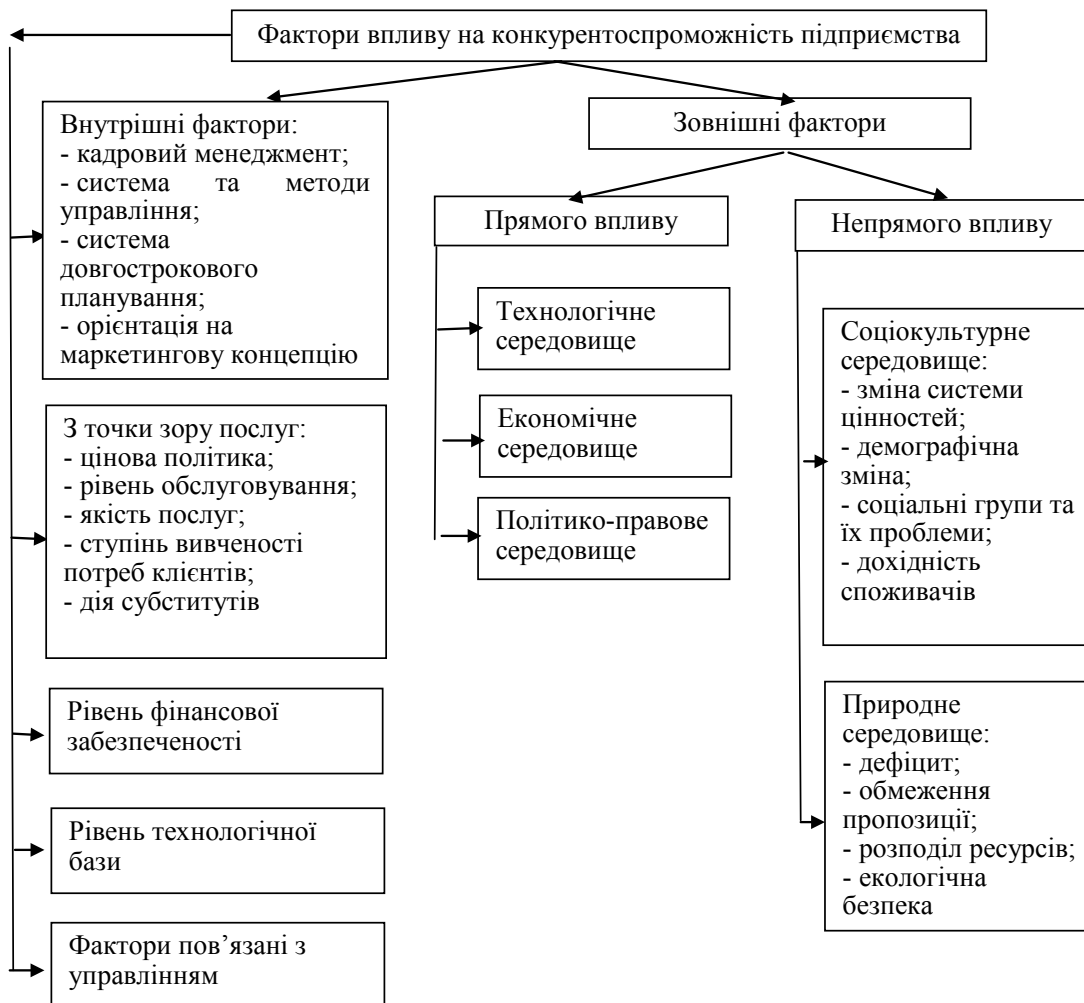 Фактори впливу на конкурентоспроможність підприємства
Внутрішні фактори:
- кадровий менеджмент;
- система та методи
управління;
- система
довгострокового
планування;
- орієнтація на
маркетингову концепцію
З точки зору послуг:
- цінова політика;
- рівень обслуговування;
- якість послуг;
- ступінь вивченості
потреб клієнтів;
- дія субститутів
Рівень фінансової
забезпеченості
Рівень технологічної
бази
Фактори пов’язані з
управлінням
Зовнішні фактори
Прямого впливу
Технологічне
середовище
Економічне
середовище
Політико-правове
середовище
Непрямого впливу
Соціокультурне
середовище:
- зміна системи
цінностей;
- демографічна
зміна;
- соціальні групи та
їх проблеми;
- дохідність
споживачів
Природне
середовище:
- дефіцит;
- обмеження
пропозиції;
- розподіл ресурсів;
- екологічна
безпека